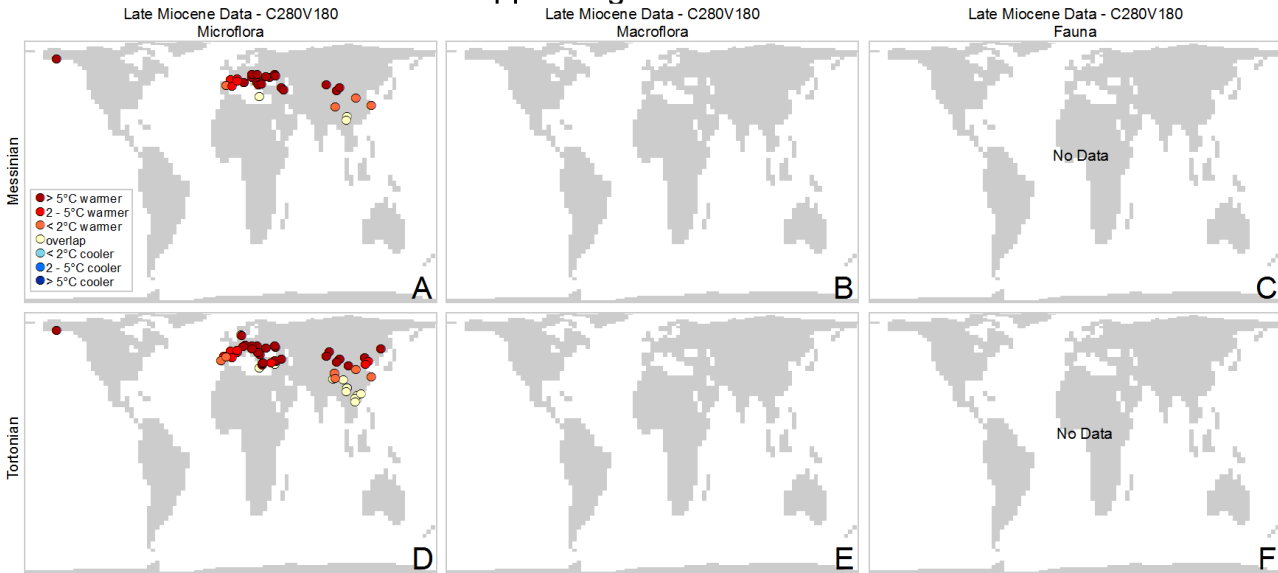 Late Miocene Data - C280V180
Microflora
Late Miocene Data - C280V180
Macroflora
Late Miocene Data - C280V180
Fauna
Messinian
> 5°C warmer
2 - 5°C warmer
< 2°C warmer
overlap
< 2°C cooler
2 - 5°C cooler
> 5°C cooler
A
B
No Data
C
Tortonian
D
E
No Data
F